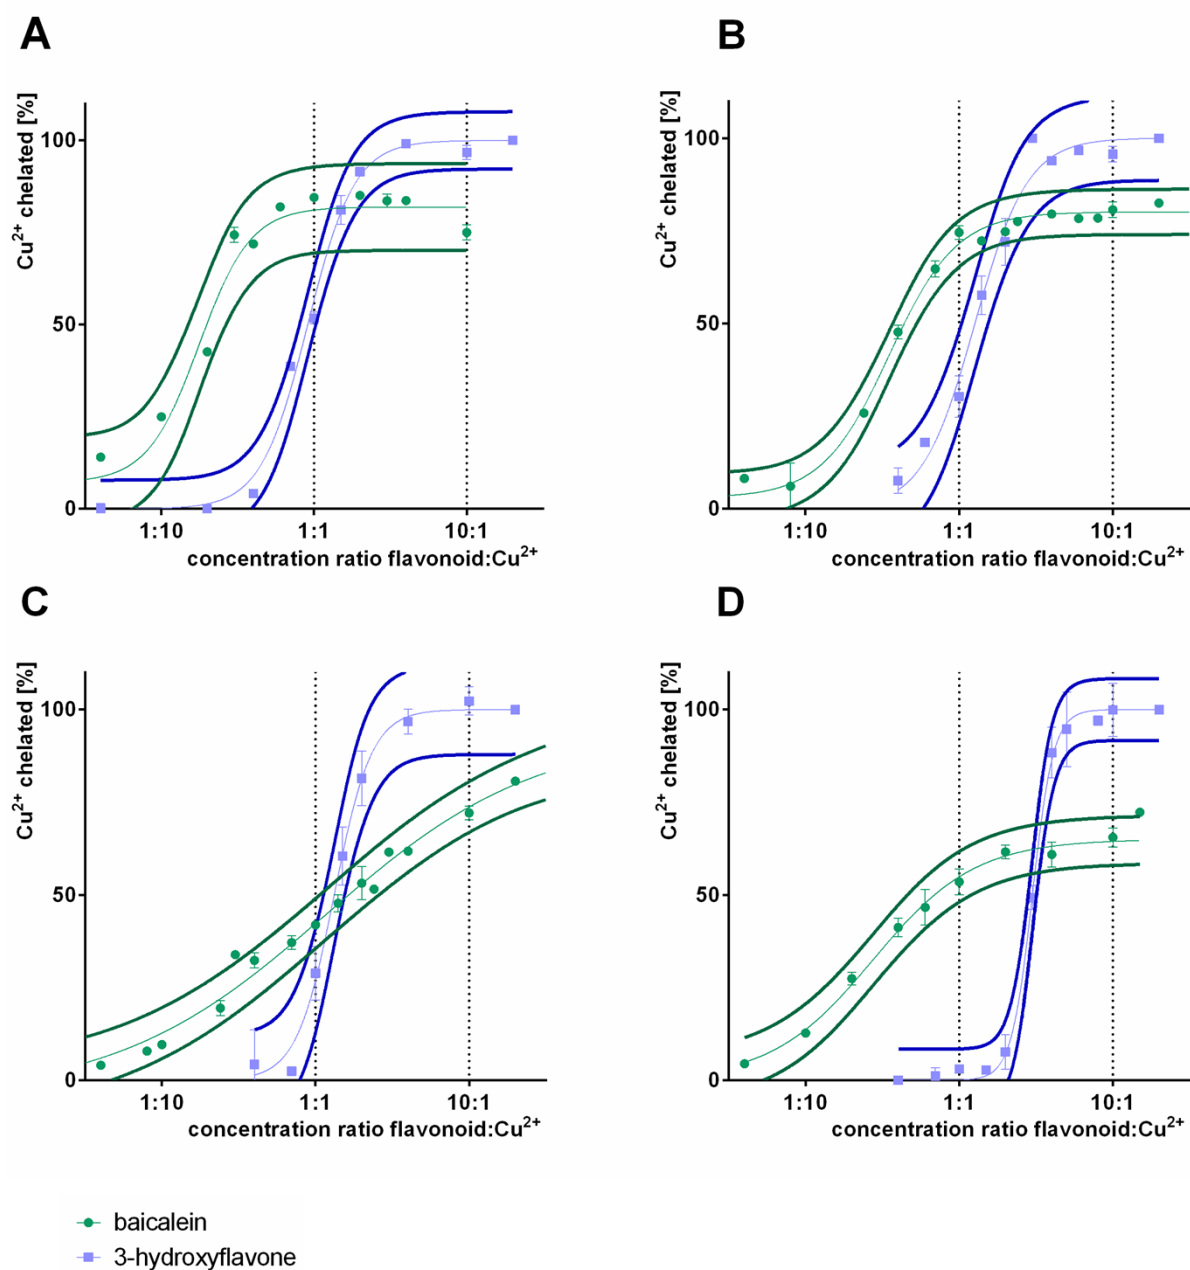 A
B
Cu²⁺ chelated [%]
100
50
0
1:10
1:1
10:1
concentration ratio flavonoid:Cu²⁺
Cu²⁺ chelated [%]
100
50
0
1:10
1:1
10:1
concentration ratio flavonoid:Cu²⁺
C
D
Cu²⁺ chelated [%]
100
50
0
1:10
1:1
10:1
concentration ratio flavonoid:Cu²⁺
Cu²⁺ chelated [%]
100
50
0
1:10
1:1
10:1
concentration ratio flavonoid:Cu²⁺
baicalein
3-hydroxyflavone